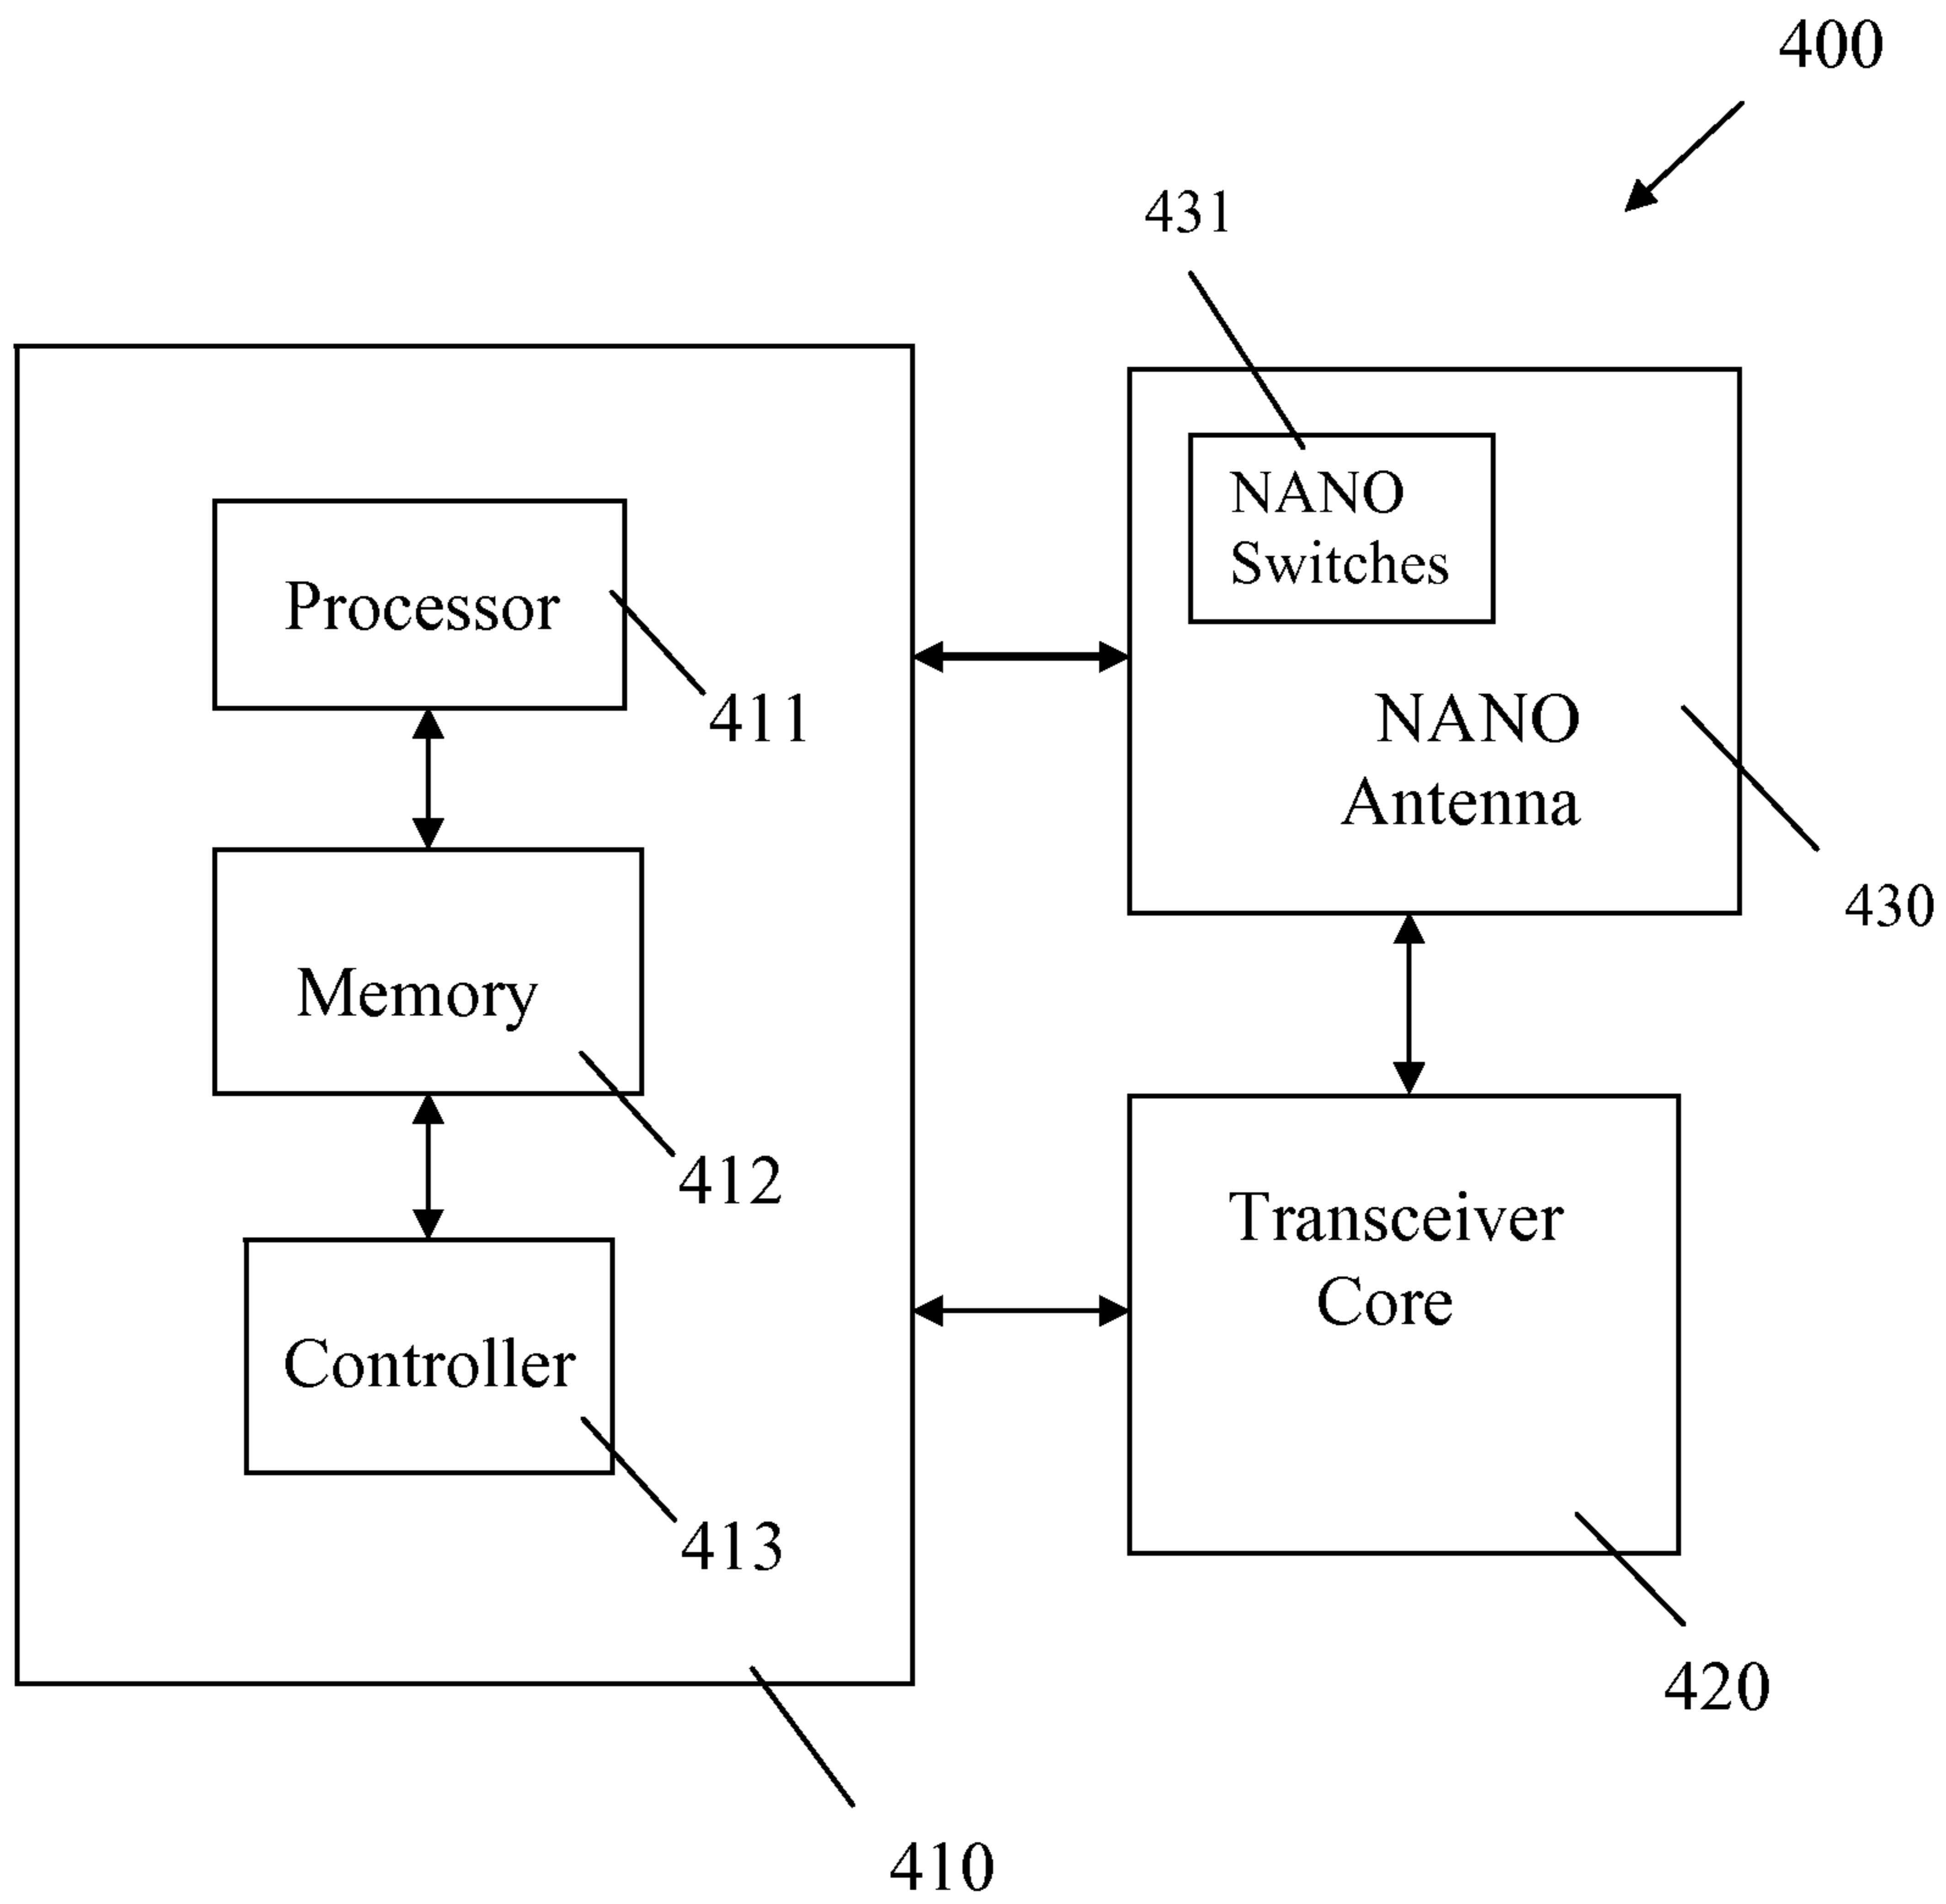 400
431
NANO
Switches
Processor
411
NANO
Antenna
430
Memory
412
Transceiver
Core
Controller
413
420
410